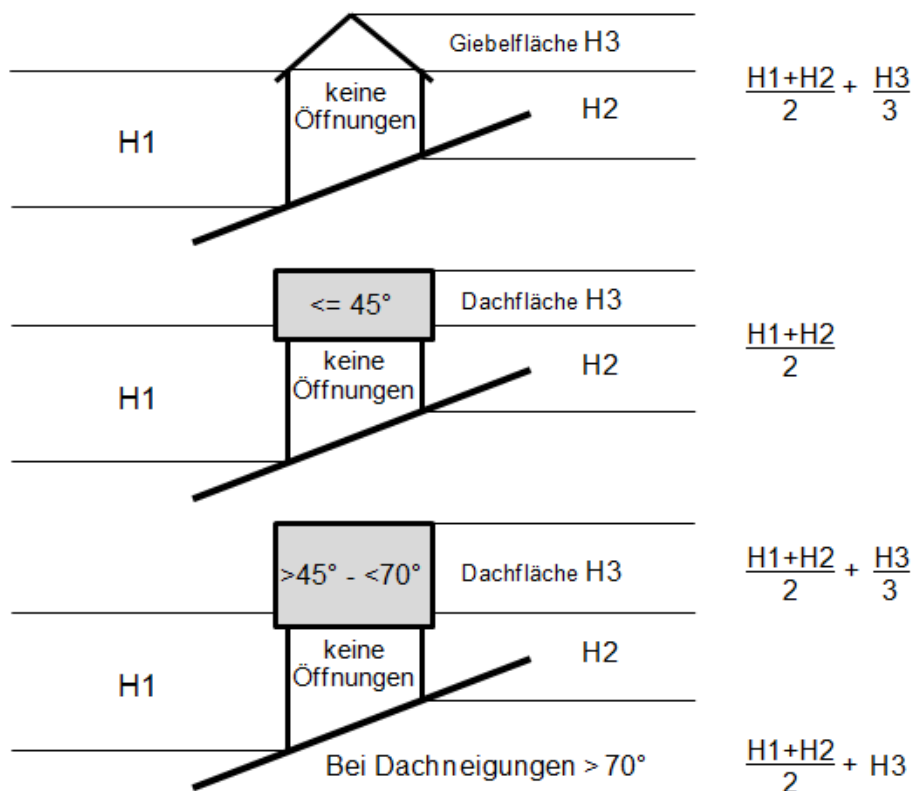 Giebelfläche H3
keine
Öffnungen
H1
H2
H1+H2
2
+
H3
3
<= 45°
Dachfläche H3
keine
Öffnungen
H1
H2
H1+H2
2
>45° - <70°
Dachfläche H3
keine
Öffnungen
H1
H2
H1+H2
2
+
H3
3
Bei Dachneigungen > 70°
H1+H2
2
+ H3